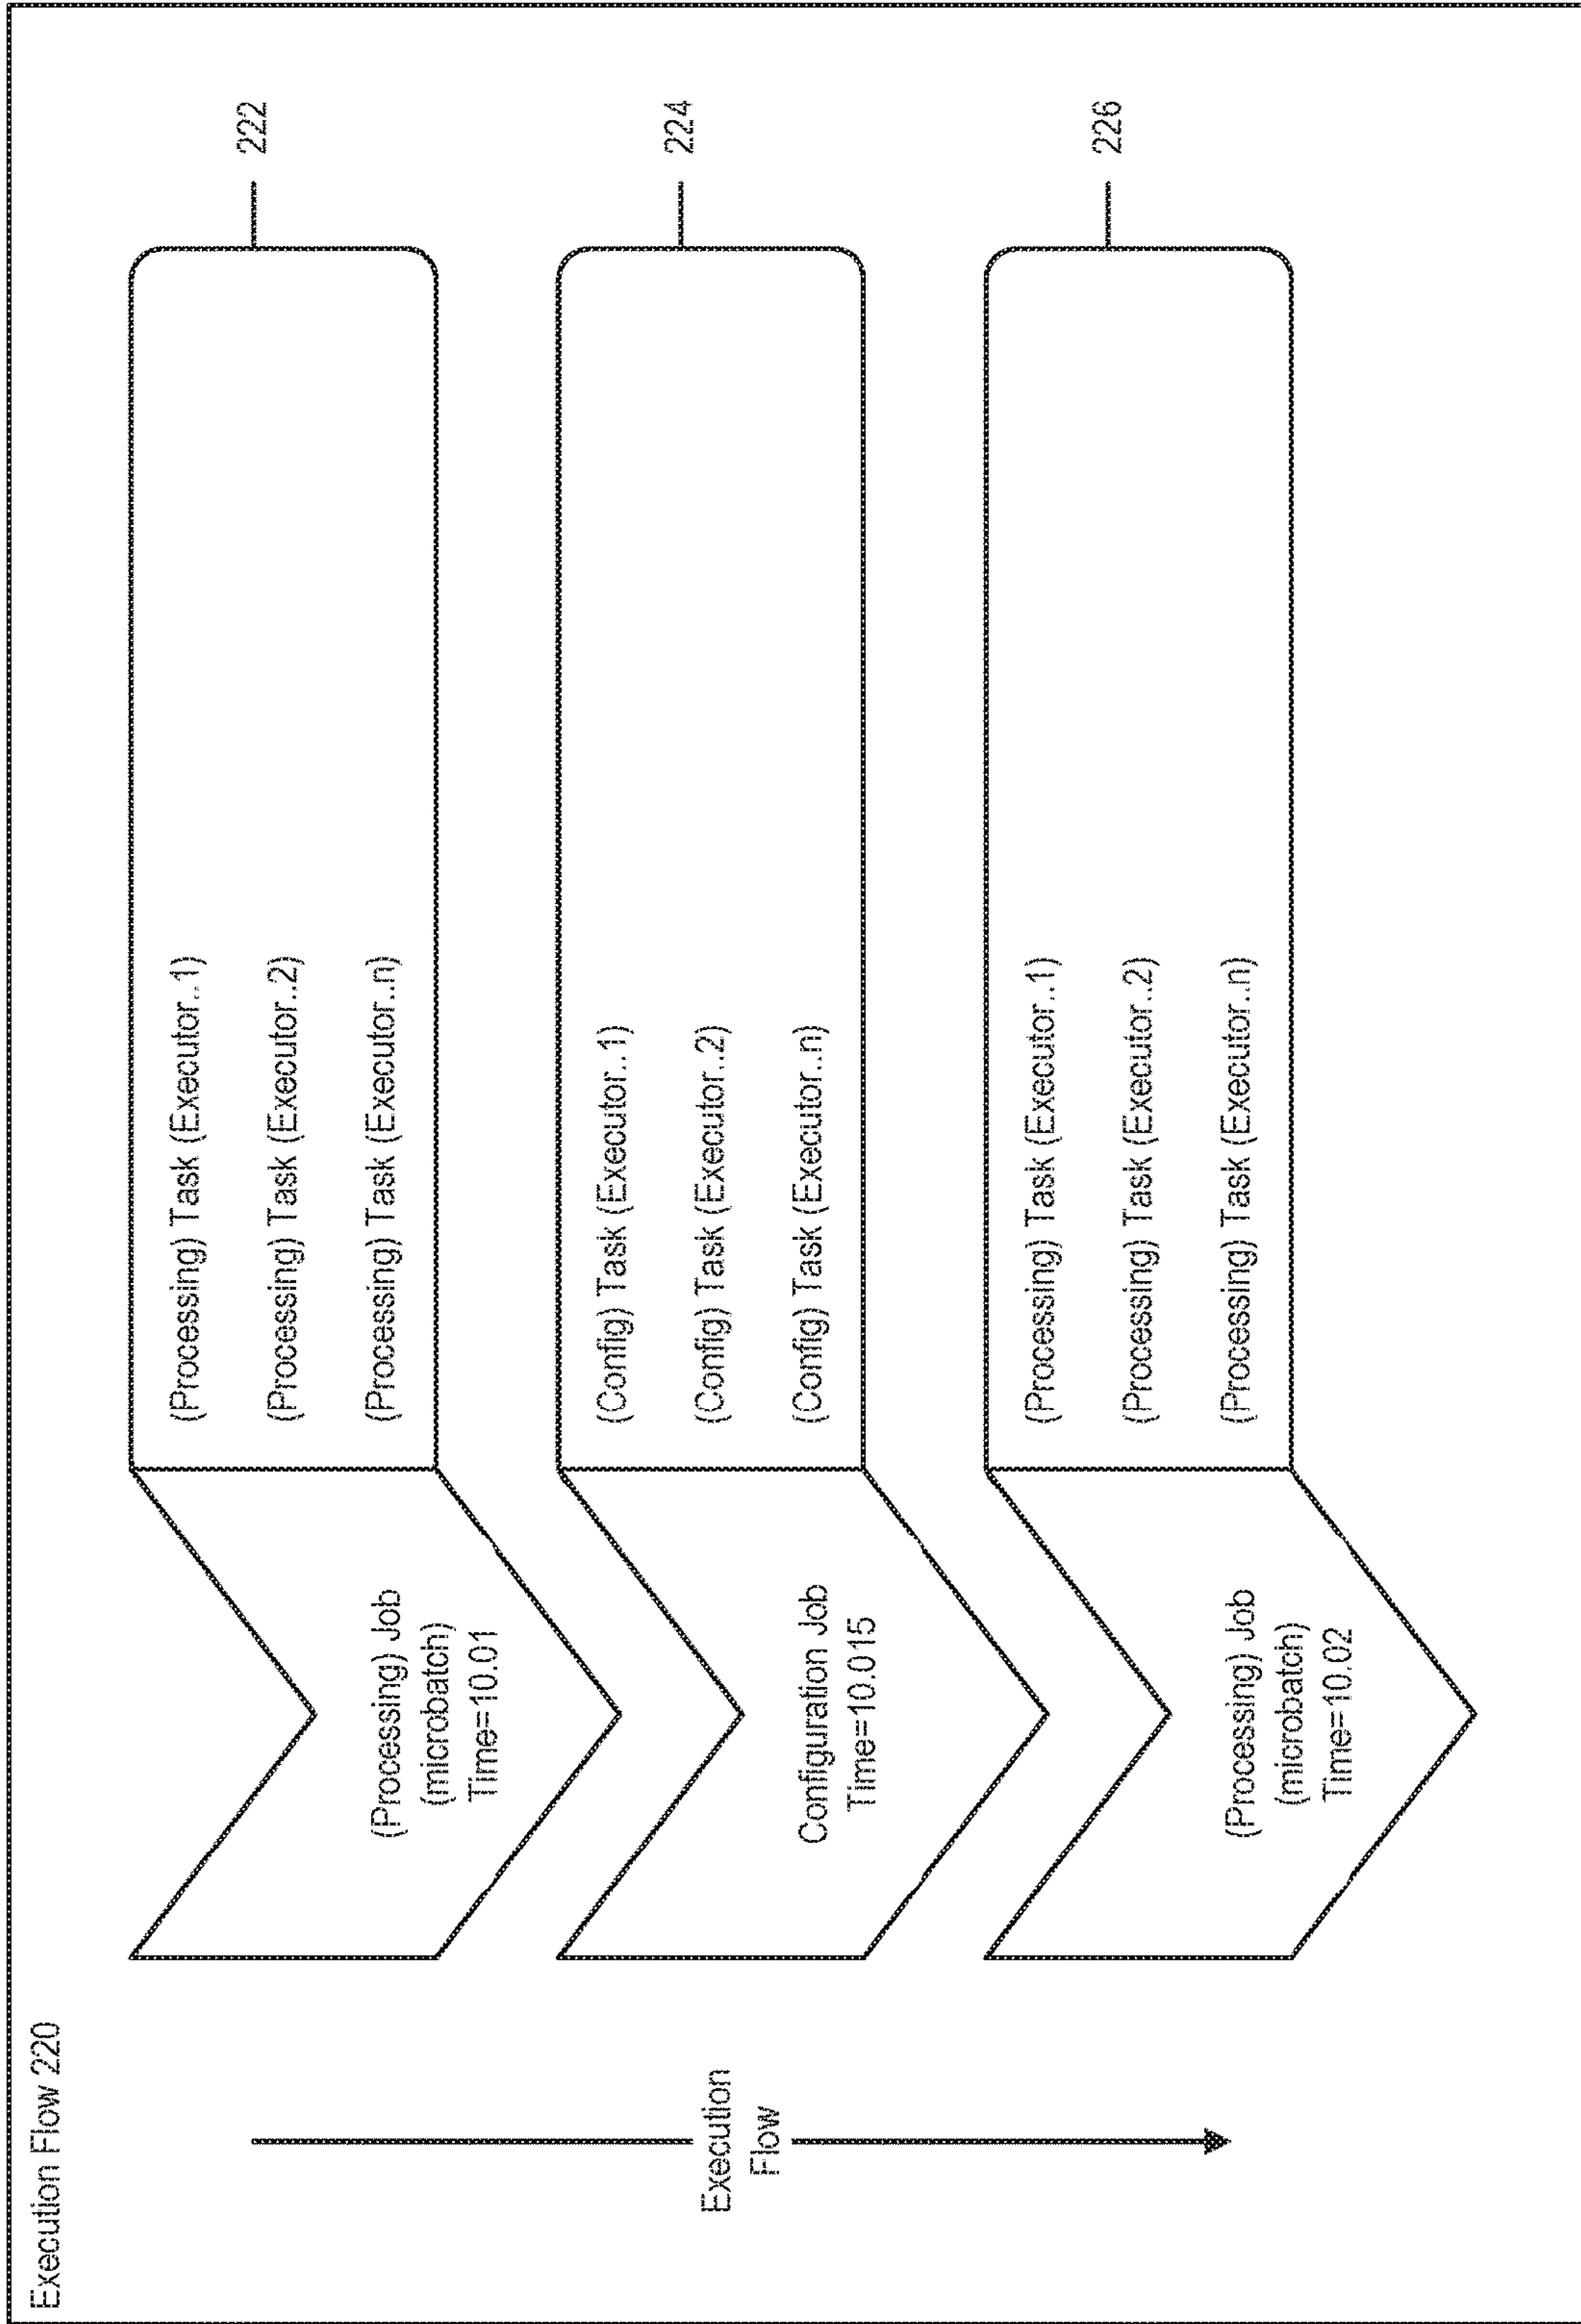 Execution Flow 220
Execution
Flow
(Processing) Job
(microbatch)
Time=10.01
(Processing) Task (Executor..1)
(Processing) Task (Executor..2)
(Processing) Task (Executor..n)
222
Configuration Job
Time=10.015
(Config) Task (Executor..1)
(Config) Task (Executor..2)
(Config) Task (Executor..n)
224
(Processing) Job
(microbatch)
Time=10.02
(Processing) Task (Executor..1)
(Processing) Task (Executor..2)
(Processing) Task (Executor..n)
226